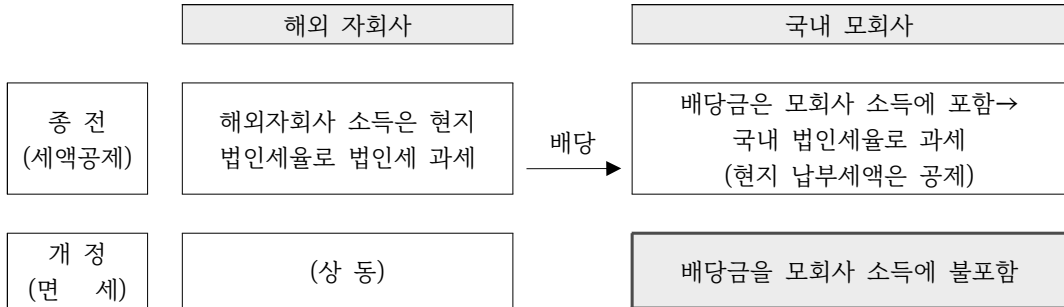 해외 자회사
국내 모회사
종 전
(세액공제)
해외자회사 소득은 현지
법인세율로 법인세 과세
배당
배당금은 모회사 소득에 포함→
국내 법인세율로 과세
(현지 납부세액은 공제)
개 정
(면 세)
(상 동)
배당금을 모회사 소득에 불포함